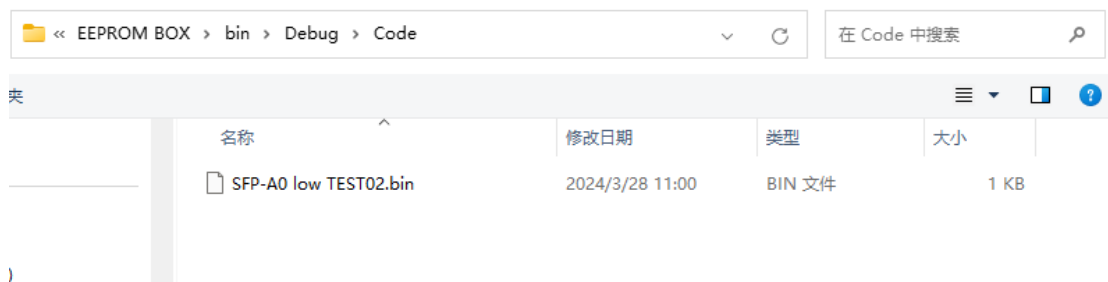 « EEPROM BOX > bin > Debug > Code 在 Code 中搜索
夹
名称 修改日期 类型 大小
SFP-A0 low TEST02.bin 2024/3/28 11:00 BIN 文件 1 KB
)